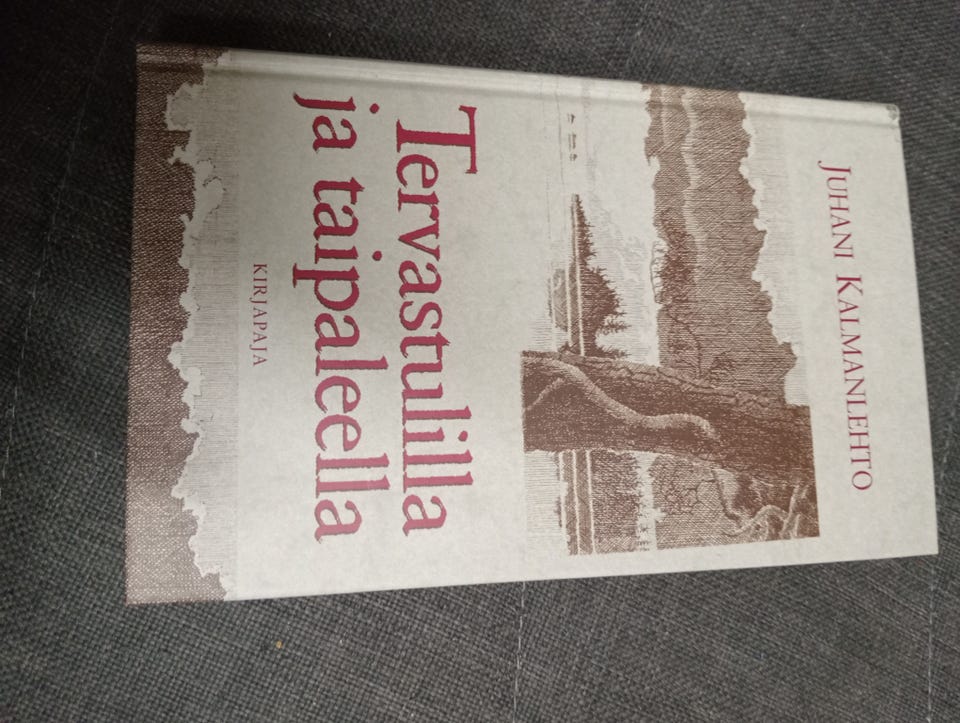 JUHANI KALMANLEHTO
Tervastulilla
ja taipaleella
KIRJAPAJA